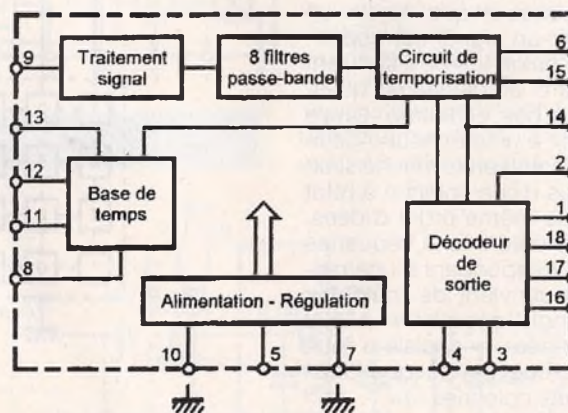 Traitement
signal
8 filtres
passe-bandes
Circuit de
temporisation
6
15
9
13
14
12
Base de
temps
11
8
2
1
18
17
16
Décodeur
de
sortie
Alimentation - Régulation
10
5
7
4
3